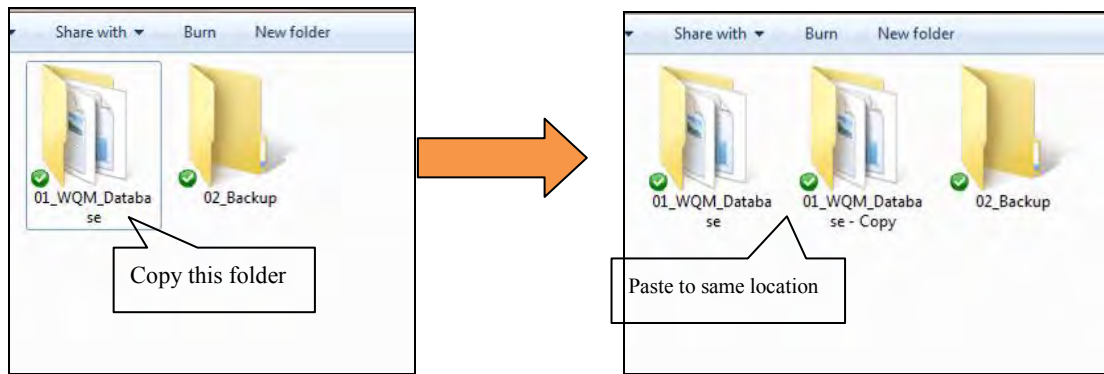 Share with Burn New folder
01_WQM_Databa
se
02_Backup
Copy this folder
Share with Burn New folder
01_WQM_Databa
se
01_WQM_Databa
se - Copy
02_Backup
Paste to same location